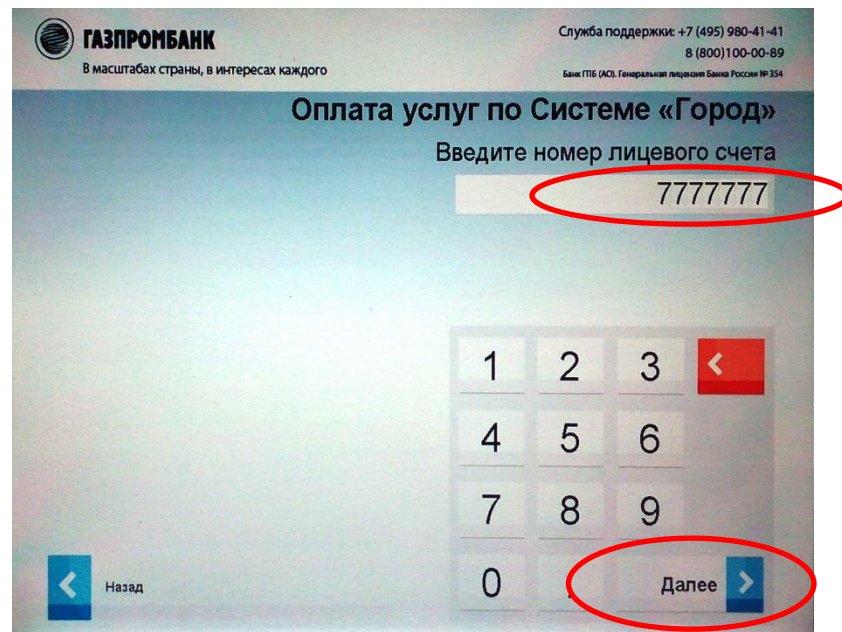 ГАЗПРОМБАНК
В масштабах страны, в интересах каждого
Служба поддержки: +7 (495) 980-41-41
8 (800)100-00-89
Банк ГПБ (АО). Генеральная лицензия Банка России № 354
Оплата услуг по Системе «Город»
Введите номер лицевого счета
7777777
1 2 3
4 5 6
7 8 9
0 .
Назад
Далее